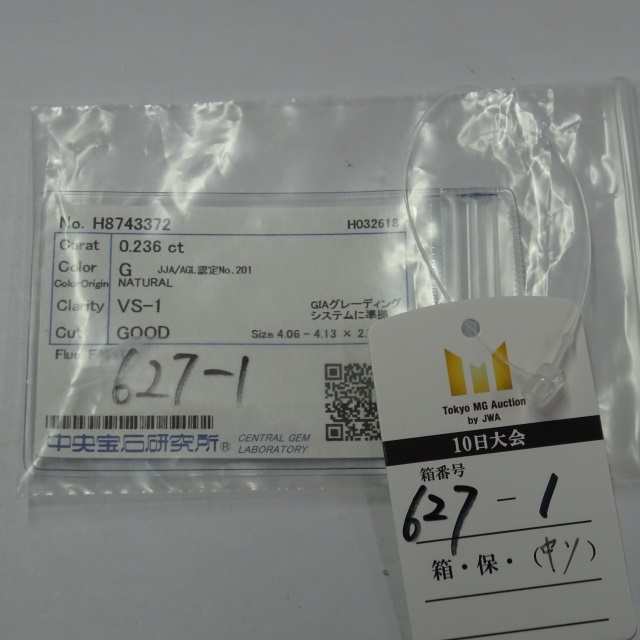 No. H8743372 H032618
Carat 0.236 ct
Color G JJA/AGL認定No.201
Color Origin NATURAL
Clarity VS-1 GIAグレーディング
システムに準拠
Cut GOOD Size 4.06 - 4.13 ×
Fluo
627-1
中央宝石研究所® CENTRAL GEM
LABORATORY
Tokyo MG Auction
by JWA
10日大会
箱番号
627-1
箱・保・(中ソ)